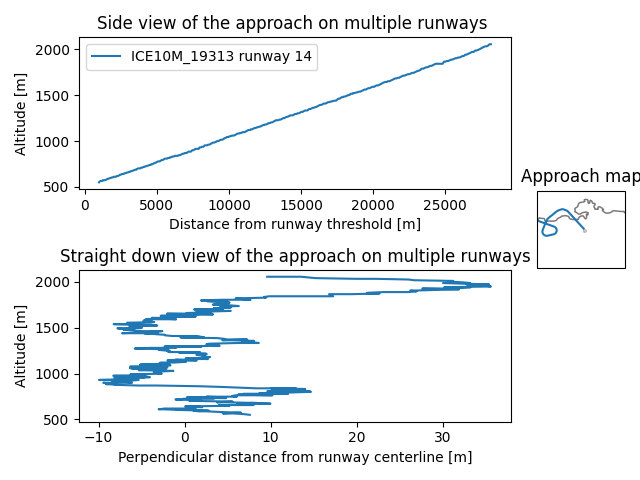 Side view of the approach on multiple runways
2000
1500
1000
500
Altitude [m]
ICE10M_19313 runway 14
0 5000 10000 15000 20000 25000
Distance from runway threshold [m]
Approach map
Straight down view of the approach on multiple runways
2000
1500
1000
500
Altitude [m]
−10 0 10 20 30
Perpendicular distance from runway centerline [m]